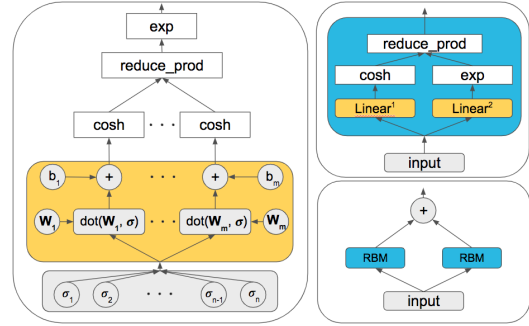 exp
reduce_prod
cosh · · · cosh
b₁ + · · · + bₘ
W₁ dot(W₁, σ) · · · dot(Wₘ, σ) Wₘ
σ₁ σ₂ · · · σₙ₋₁ σₙ
reduce_prod
cosh exp
Linear¹ Linear²
input
+
RBM RBM
input